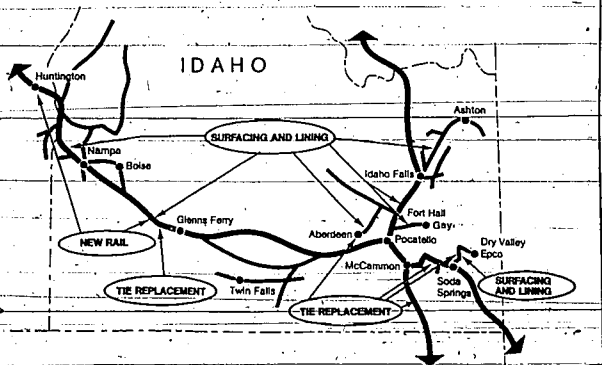 IDAHO
Huntington
Ashton
SURFACING AND LINING
Nampa
Boise
Idaho Falls
Glenns Ferry
Fort Hall
Gay
Aberdeen
NEW RAIL
Pocatello
Dry Valley
Epco
McCammon
TIE REPLACEMENT
Twin Falls
TIE REPLACEMENT
Soda
Springs
SURFACING
AND LINING